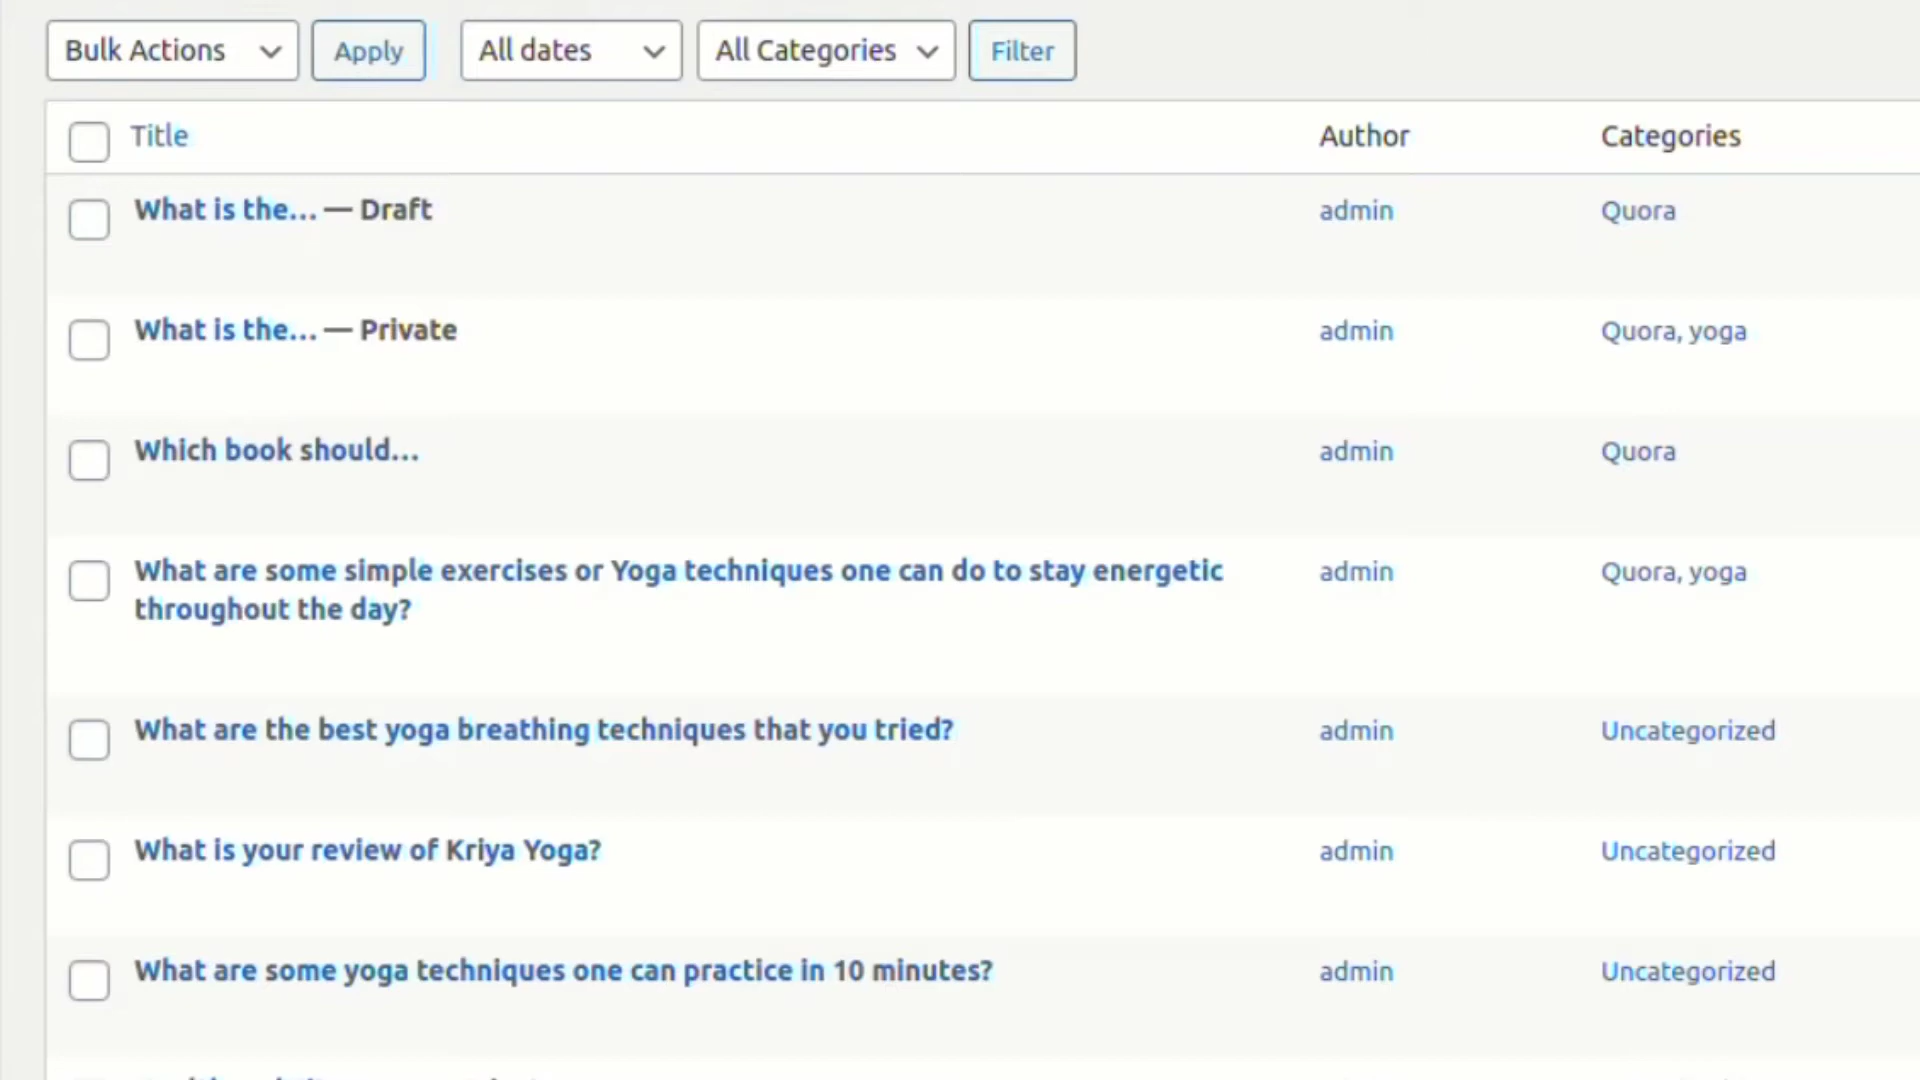 Bulk Actions Apply All dates All Categories Filter
Title Author Categories
What is the... — Draft admin Quora
What is the... — Private admin Quora, yoga
Which book should... admin Quora
What are some simple exercises or Yoga techniques one can do to stay energetic admin Quora, yoga
throughout the day?
What are the best yoga breathing techniques that you tried? admin Uncategorized
What is your review of Kriya Yoga? admin Uncategorized
What are some yoga techniques one can practice in 10 minutes? admin Uncategorized